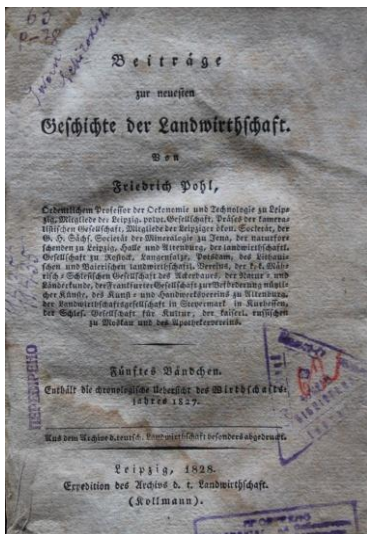 63
Beiträge
zur neuesten
Geschichte der Landwirthschaft.
Von
Friedrich Pohl,
Ordentlichem Professor der Oekonomie und Technologie zu Leip-
zig, Mitgliede der Leipzig. polyt. Gesellschaft, Präses der kamera-
listischen Gesellschaft, Mitgliede der Leipziger ökon. Societät, der
G. H. Sächs. Societät der Mineralogie zu Jena, der naturfor-
schenden zu Leipzig, Halle und Altenburg, der landwirthschaftl.
Gesellschaft zu Rostock, Langensalze, Potsdam, des Lithaui-
schen und Baierischen landwirthschaftl. Vereins, der k. k. Mäh-
risch-Schlesischen Gesellschaft des Ackerbaues, der Natur- und
Länderkunde, der Frankfurter Gesellschaft zur Beförderung nützli-
cher Künste, des Kunst- und Handwerksvereins zu Altenburg,
der Landwirthschaftsgesellschaft in Steyermark in Kurhessen,
der Schles. Gesellschaft für Kultur, der kaiserl. russischen
zu Moskau und des Apothekervereins.
Fünftes Bändchen.
Enthält die chronologische Uebersicht des Wirthschafts-
jahres 1827.
Aus dem Archive d. teutsch. Landwirthschaft besonders abgedruckt.
Leipzig, 1828.
Expedition des Archivs d. t. Landwirthschaft.
(Kollmann).
ПЕРЕВІРЕНО